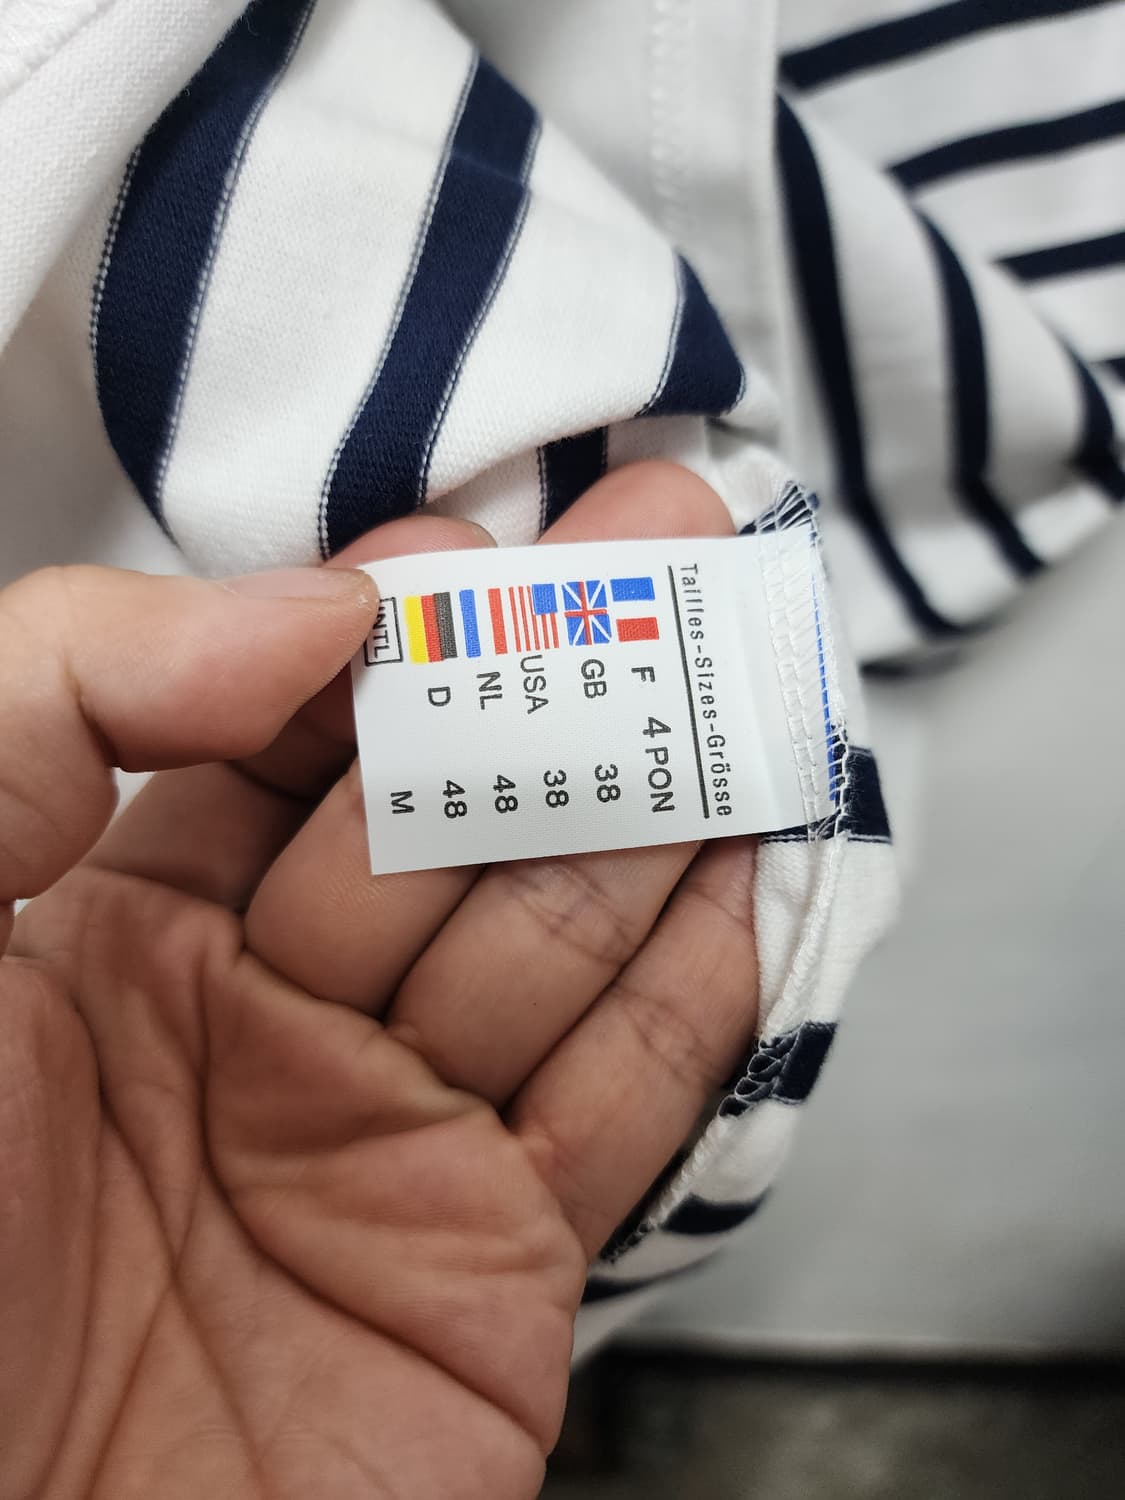 Tailles-Sizes-Grösse
F 4 PON
GB 38
USA 38
NL 48
D 48
INTL M